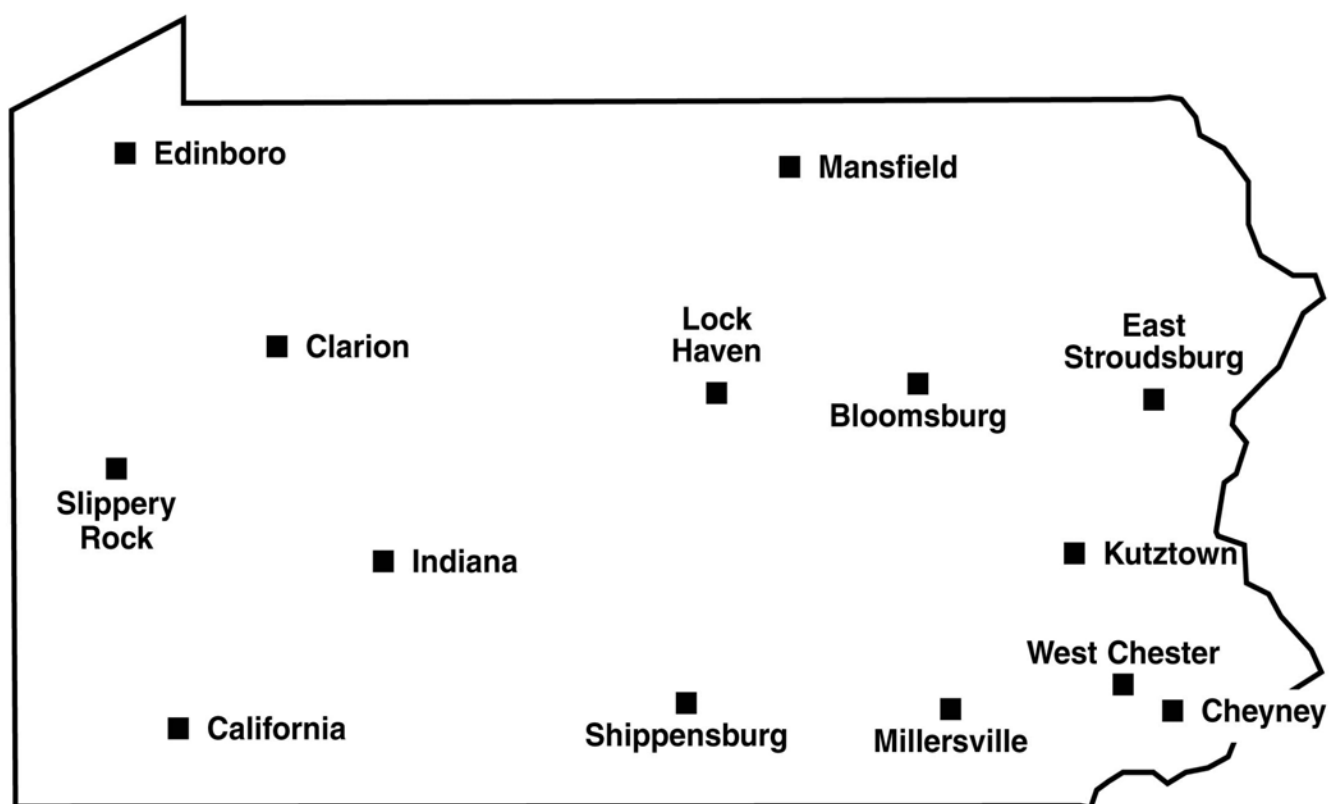 Edinboro
Mansfield
Lock
Haven
East
Stroudsburg
Clarion
Bloomsburg
Slippery
Rock
Indiana
Kutztown
West Chester
Cheyney
California
Shippensburg
Millersville